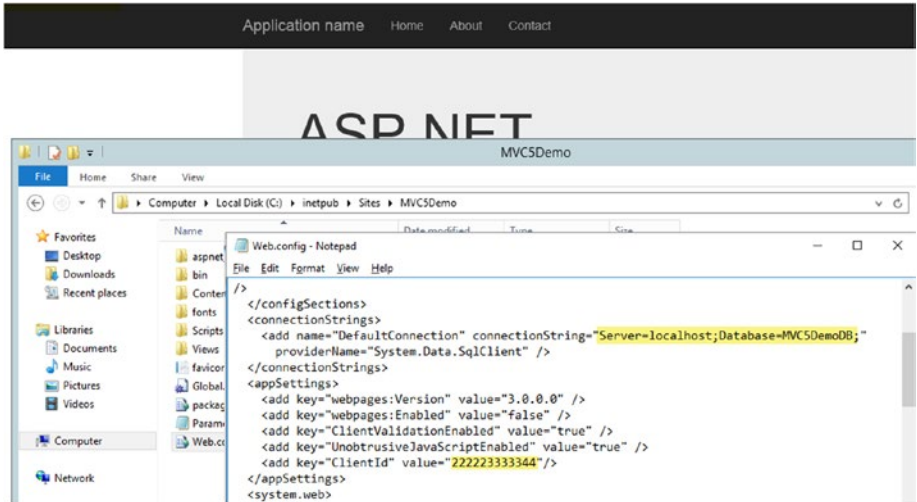 Application name Home About Contact
ASP.NET
MVC5Demo
File Home Share View
Computer Local Disk (C:) inetpub Sites MVC5Demo
Name Date modified Type Size
Favorites
Desktop
Downloads
Recent places
Libraries
Documents
Music
Pictures
Videos
Computer
Network
aspnet
bin
Conten
fonts
Scripts
Views
favicor
Global.
packag
Param
Web.co
Web.config - Notepad
File Edit Format View Help
/>
</configSections>
<connectionStrings>
<add name="DefaultConnection" connectionString="Server=localhost;Database=MVC5DemoDB;"
providerName="System.Data.SqlClient" />
</connectionStrings>
<appSettings>
<add key="webpages:Version" value="3.0.0.0" />
<add key="webpages:Enabled" value="false" />
<add key="ClientValidationEnabled" value="true" />
<add key="UnobtrusiveJavaScriptEnabled" value="true" />
<add key="ClientId" value="222223333344"/>
</appSettings>
<system.web>